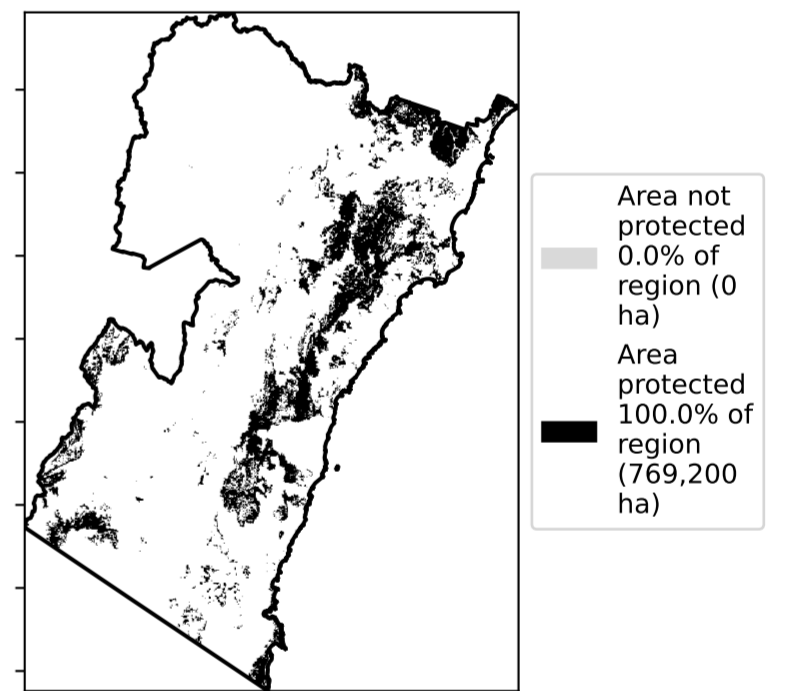 Area not
protected
0.0% of
region (0
ha)
Area
protected
100.0% of
region
(769,200
ha)